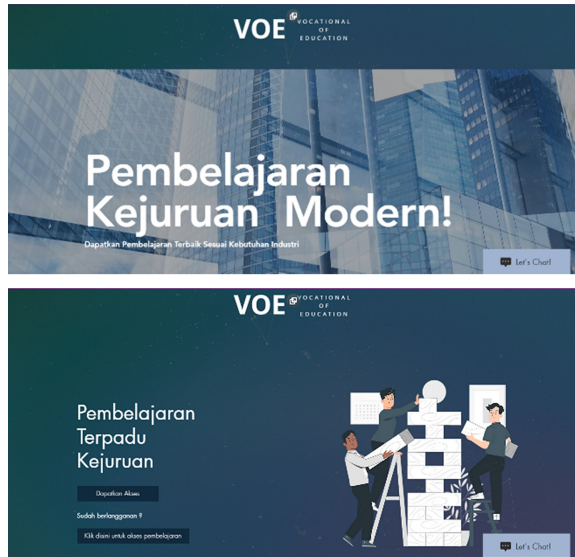 VOE VOCATIONAL
OF
EDUCATION
Pembelajaran
Kejuruan Modern!
Dapatkan Pembelajaran Terbaik Sesuai Kebutuhan Industri
Let's Chat!
VOE VOCATIONAL
OF
EDUCATION
Pembelajaran
Terpadu
Kejuruan
Dapatkan Akses
Sudah berlangganan ?
Klik disini untuk akses pembelajaran
Let's Chat!